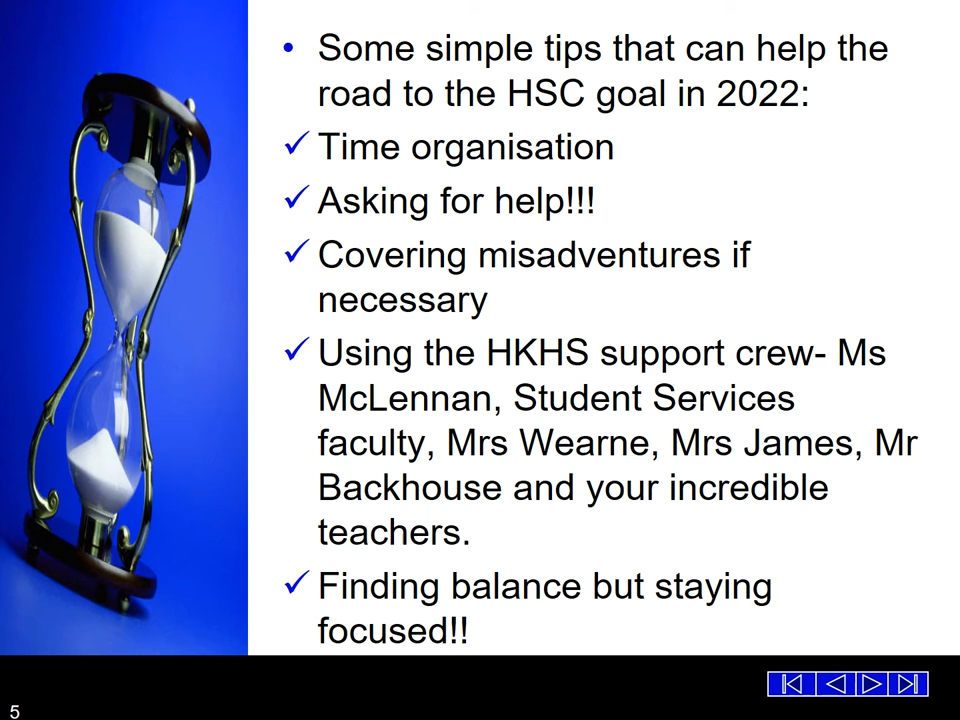 • Some simple tips that can help the
road to the HSC goal in 2022:
✓ Time organisation
✓ Asking for help!!!
✓ Covering misadventures if
necessary
✓ Using the HKHS support crew- Ms
McLennan, Student Services
faculty, Mrs Wearne, Mrs James, Mr
Backhouse and your incredible
teachers.
✓ Finding balance but staying
focused!!
5